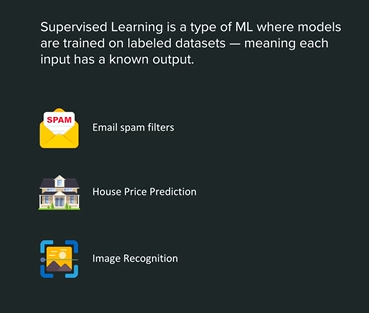 Supervised Learning is a type of ML where models
are trained on labeled datasets — meaning each
input has a known output.
SPAM
Email spam filters
House Price Prediction
Image Recognition